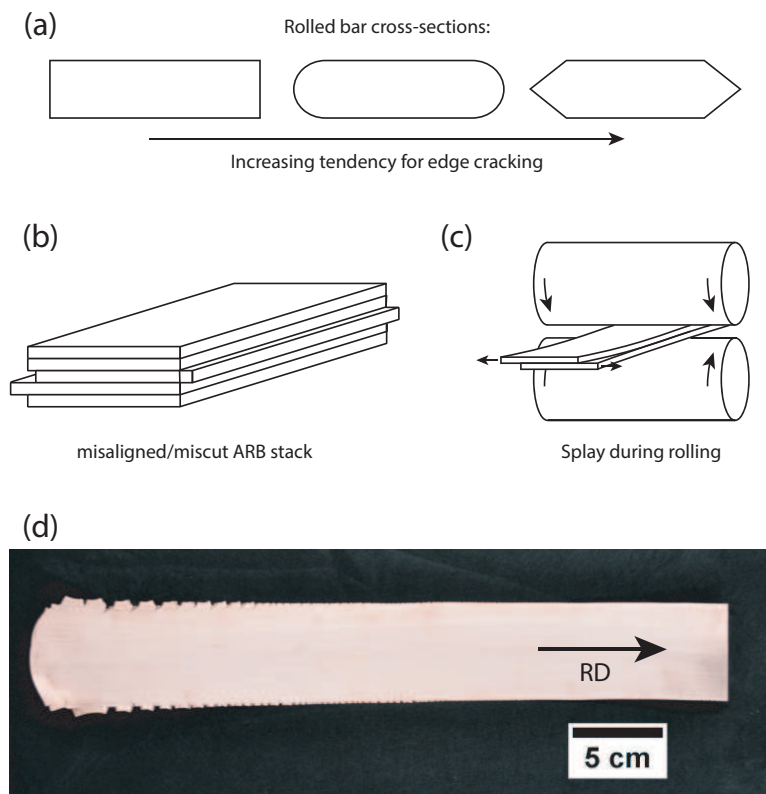 (a)
Rolled bar cross-sections:
Increasing tendency for edge cracking
(b)
(c)
misaligned/miscut ARB stack
Splay during rolling
(d)
RD
5 cm